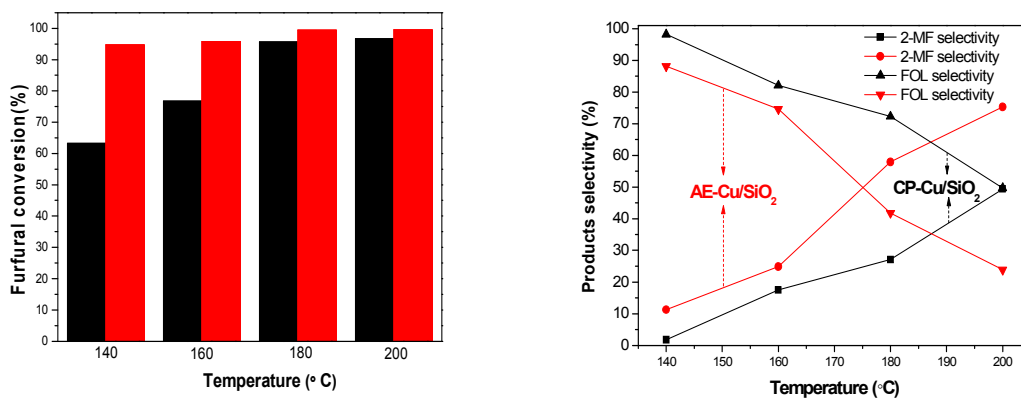 100
90
80
70
60
50
40
30
20
10
0
Furfural conversion(%)
140 160 180 200
Temperature (° C)
100
90
80
70
60
50
40
30
20
10
0
Products selectivity (%)
2-MF selectivity
2-MF selectivity
FOL selectivity
FOL selectivity
AE-Cu/SiO2
CP-Cu/SiO2
140 150 160 170 180 190 200
Temperature (°C)